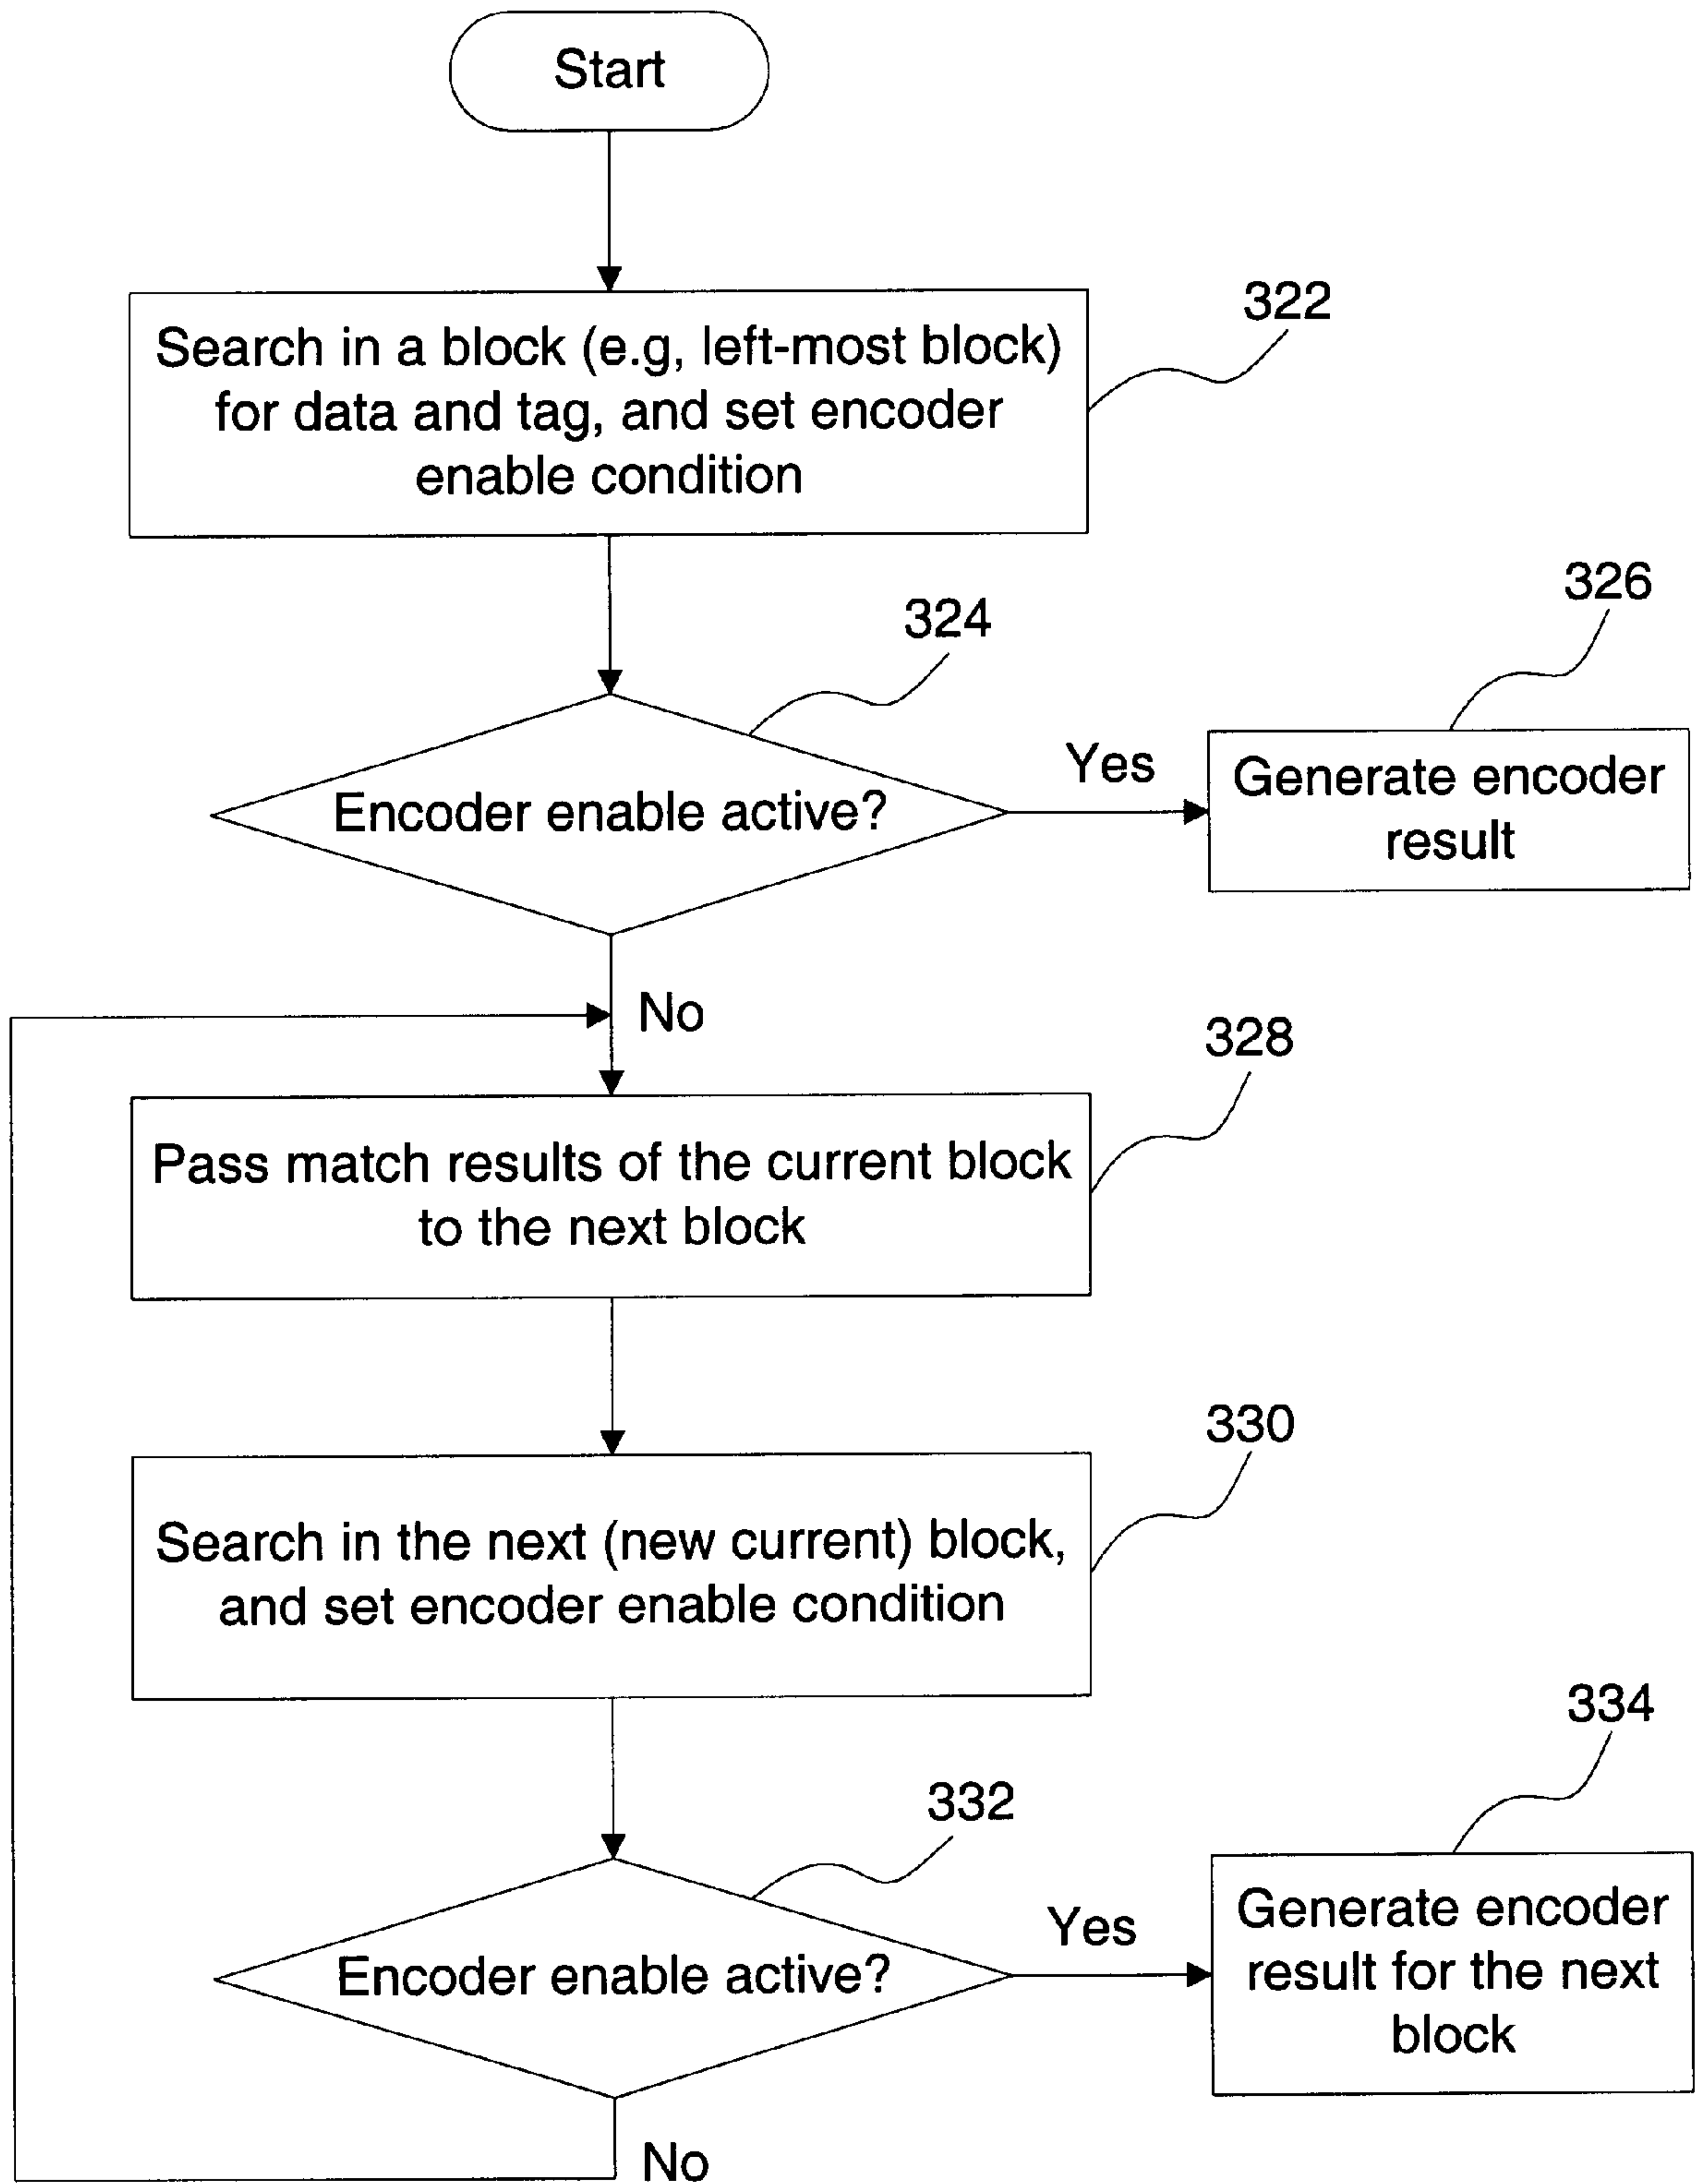 Start
322
Search in a block (e.g, left-most block)
for data and tag, and set encoder
enable condition
324
326
Encoder enable active?
Yes
Generate encoder
result
No
328
Pass match results of the current block
to the next block
330
Search in the next (new current) block,
and set encoder enable condition
332
334
Encoder enable active?
Yes
Generate encoder
result for the next
block
No